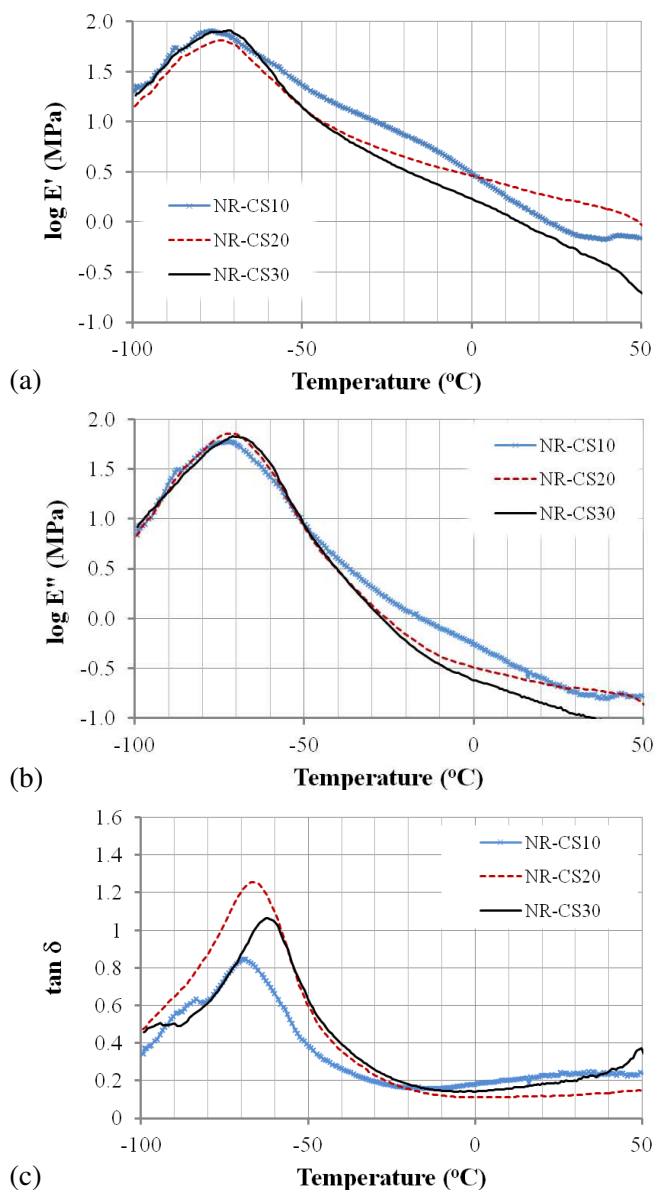 2.0
1.5
1.0
0.5
0.0
-0.5
-1.0
log E' (MPa)
NR-CS10
NR-CS20
NR-CS30
-100
-50
0
50
Temperature (°C)
(a)
2.0
1.5
1.0
0.5
0.0
-0.5
-1.0
log E" (MPa)
NR-CS10
NR-CS20
NR-CS30
-100
-50
0
50
Temperature (°C)
(b)
1.6
1.4
1.2
1
0.8
0.6
0.4
0.2
0
tan δ
NR-CS10
NR-CS20
NR-CS30
-100
-50
0
50
Temperature (°C)
(c)